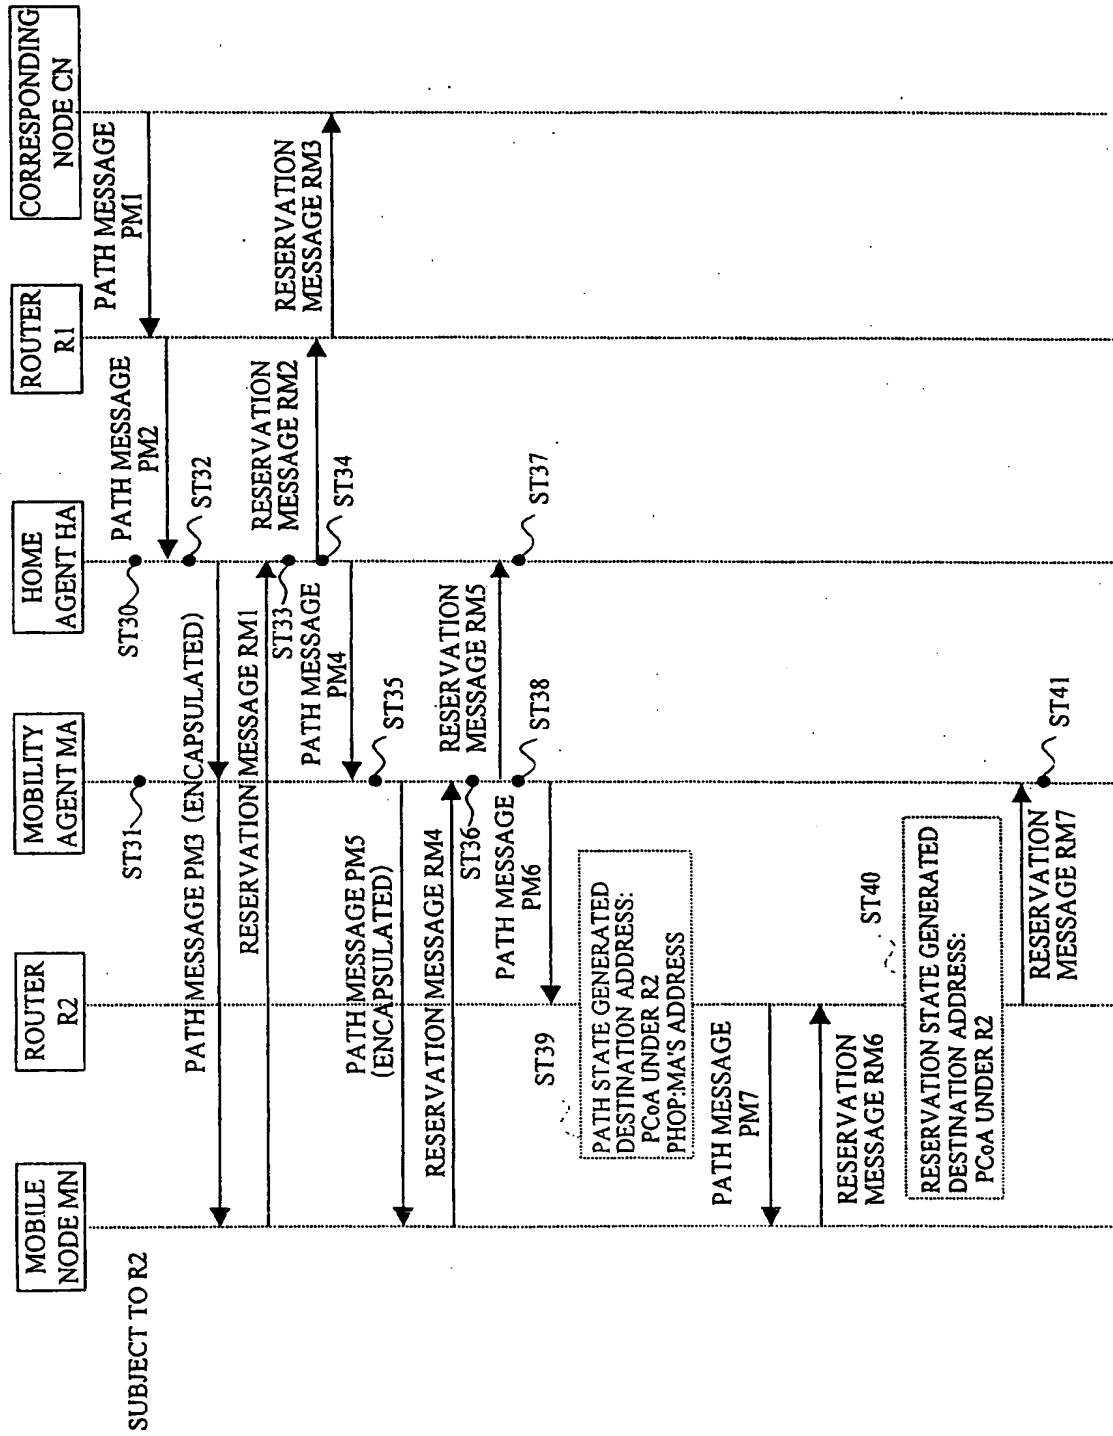 MOBILE
NODE MN
ROUTER
R2
MOBILITY
AGENT MA
HOME
AGENT HA
ROUTER
R1
CORRESPONDING
NODE CN
SUBJECT TO R2
PATH MESSAGE
PM1
PATH MESSAGE
PM2
ST30
ST31
ST32
PATH MESSAGE PM3 (ENCAPSULATED)
RESERVATION MESSAGE RM1
ST33
RESERVATION
MESSAGE RM2
RESERVATION
MESSAGE RM3
ST34
PATH MESSAGE
PM4
ST35
PATH MESSAGE PM5
(ENCAPSULATED)
RESERVATION MESSAGE RM4
ST36
RESERVATION
MESSAGE RM5
ST37
ST38
PATH MESSAGE
PM6
ST39
PATH STATE GENERATED
DESTINATION ADDRESS:
PCoA UNDER R2
PHOP:MA'S ADDRESS
PATH MESSAGE
PM7
RESERVATION
MESSAGE RM6
ST40
RESERVATION STATE GENERATED
DESTINATION ADDRESS:
PCoA UNDER R2
RESERVATION
MESSAGE RM7
ST41